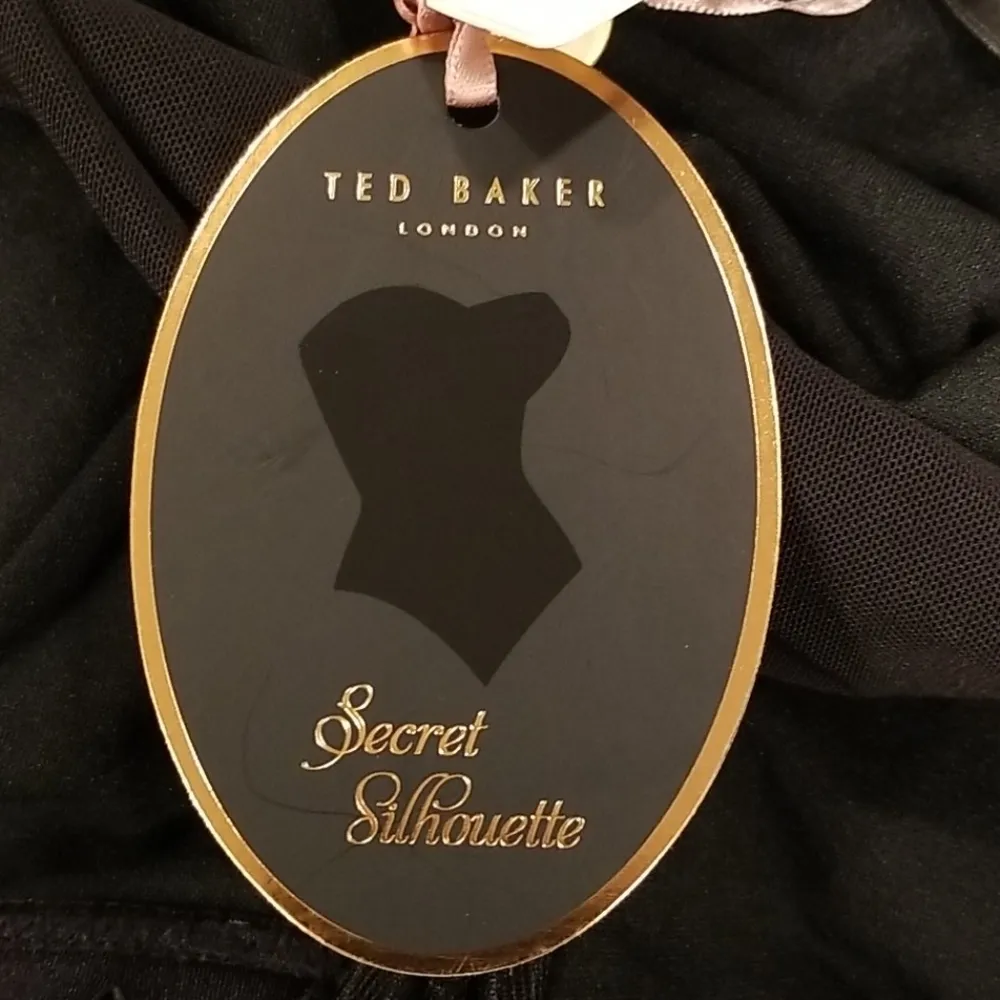 TED BAKER
LONDON
Secret
Silhouette